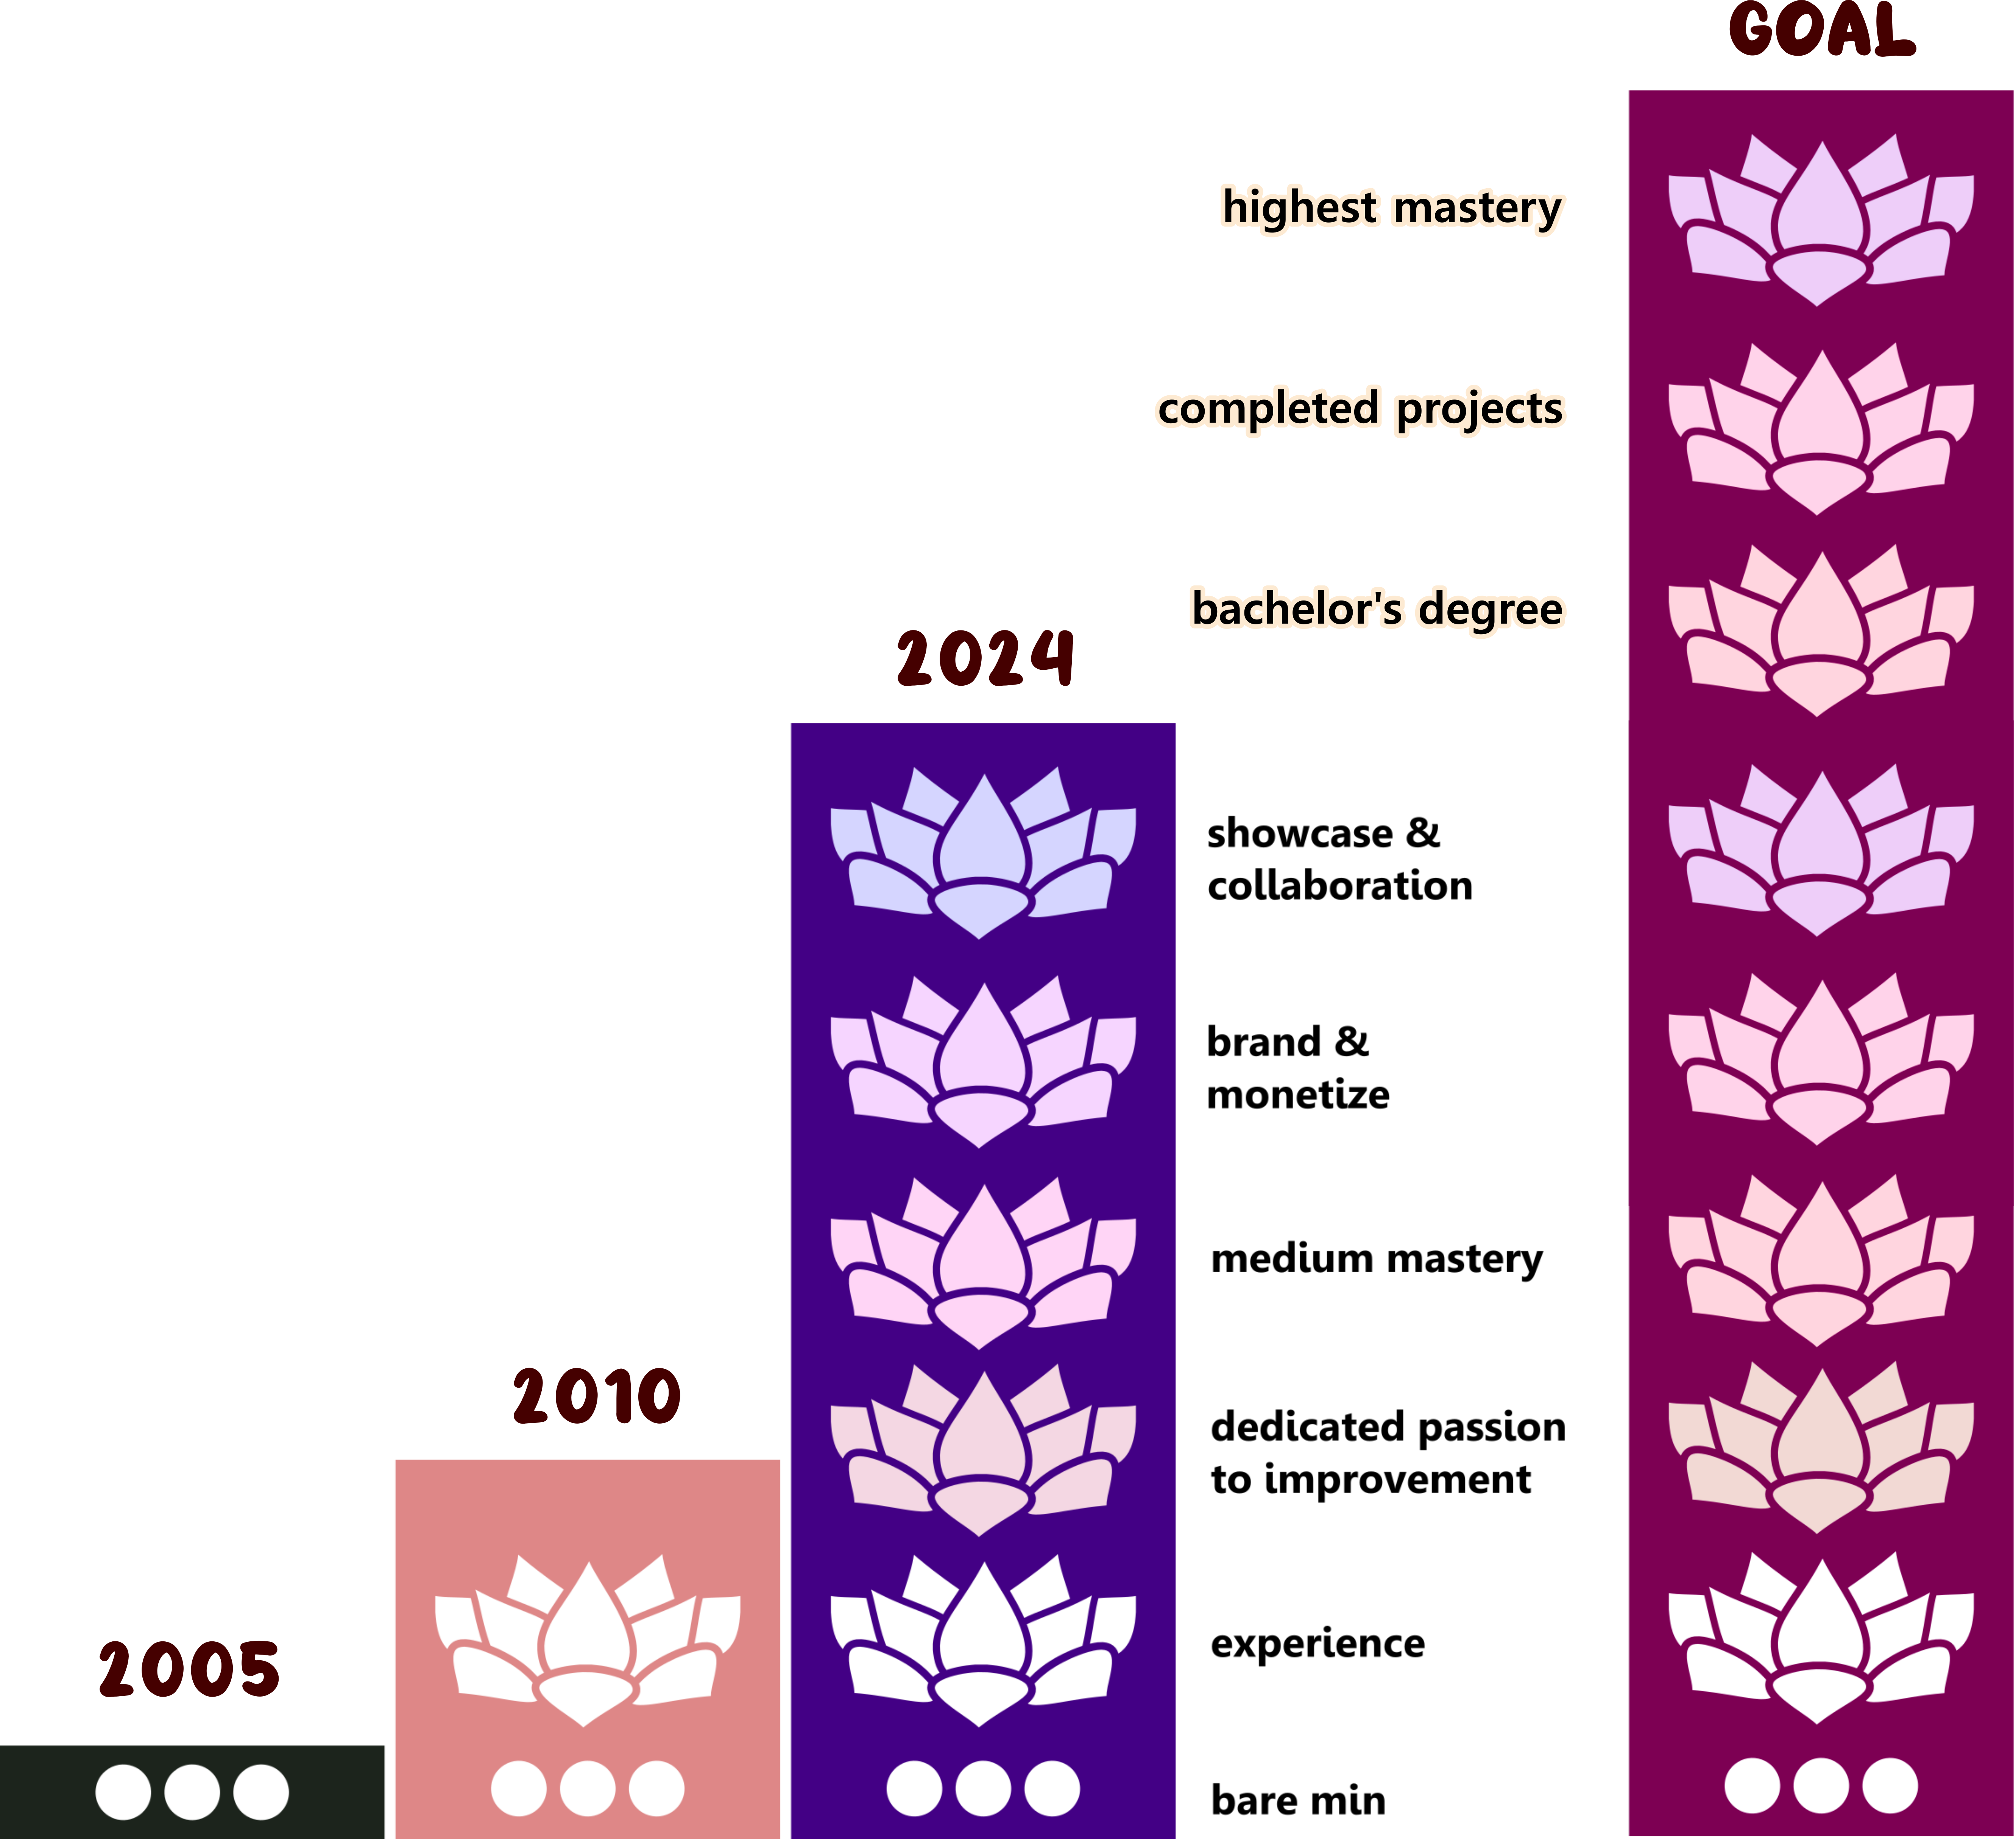 GOAL
highest mastery
completed projects
bachelor's degree
2024
showcase &
collaboration
brand &
monetize
medium mastery
2010
dedicated passion
to improvement
2005
experience
bare min